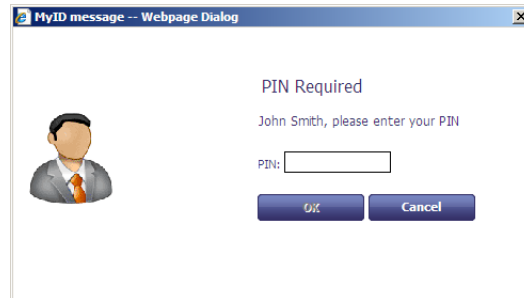 MyID message -- Webpage Dialog
PIN Required
John Smith, please enter your PIN
PIN:
OK Cancel